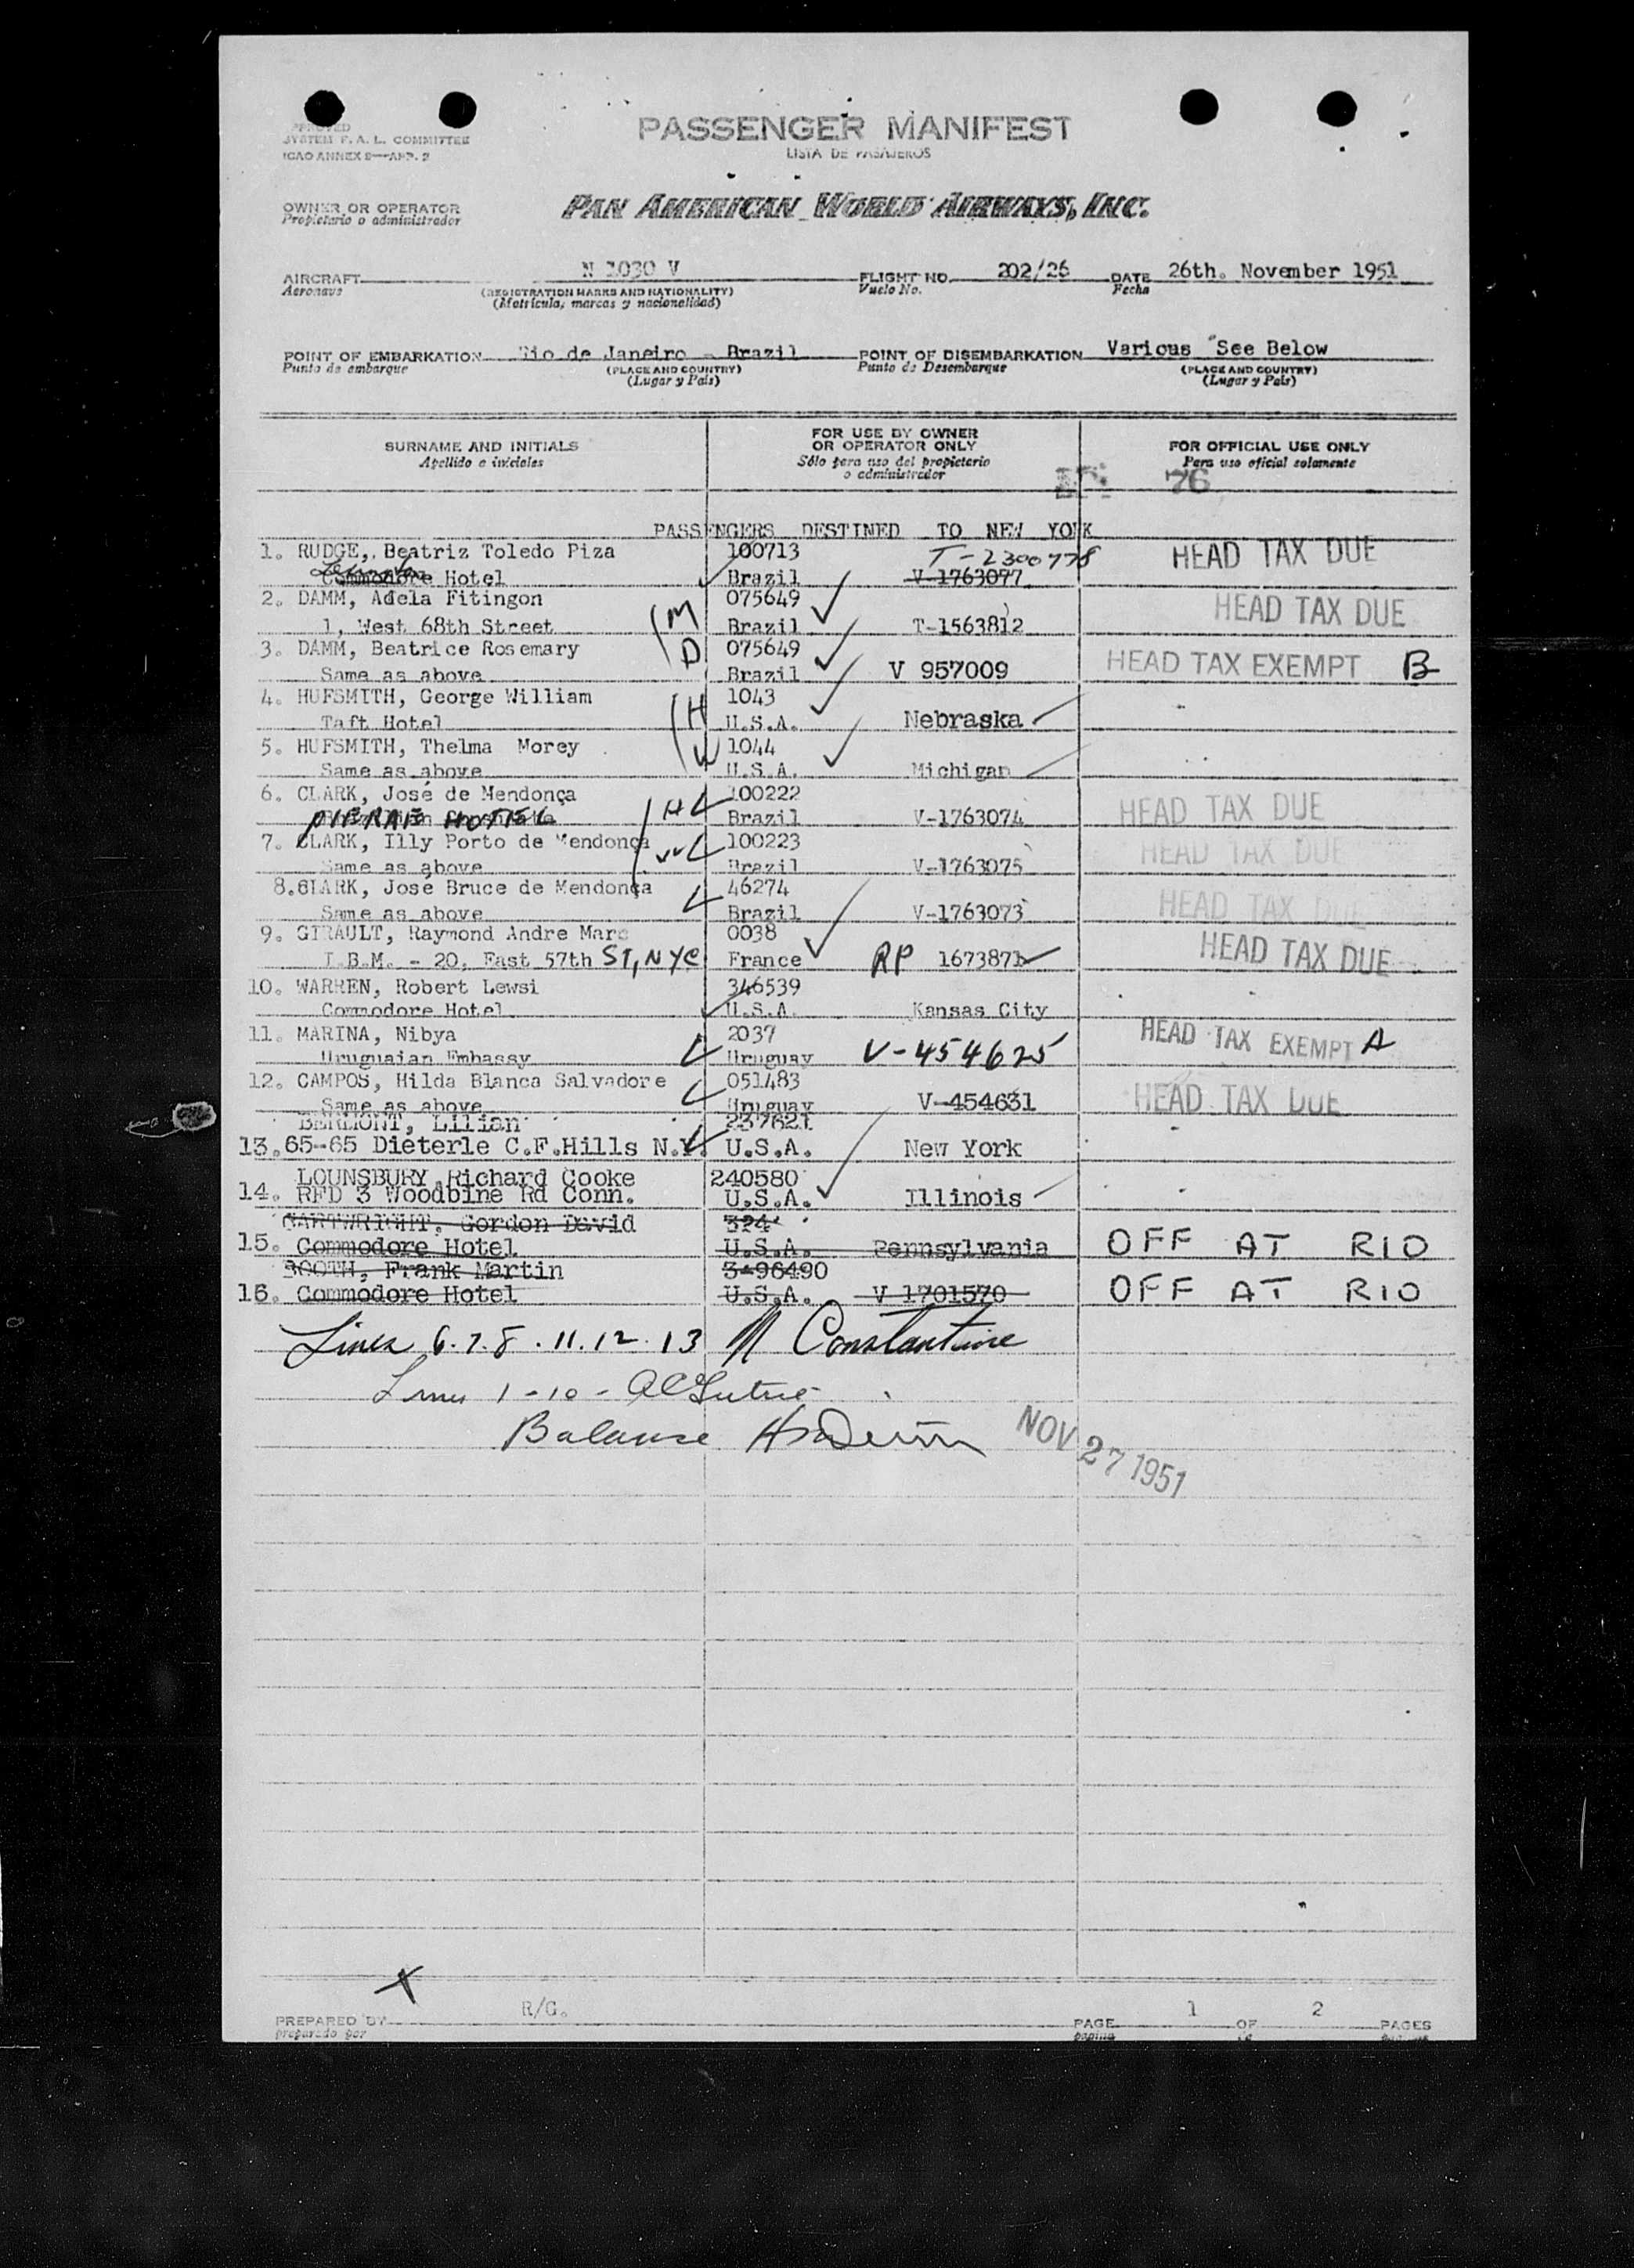 APPROVED
SYSTEM F. A. L. COMMITTEE
ICAO ANNEX 9—APP. 2
PASSENGER MANIFEST
LISTA DE PASAJEROS
OWNER OR OPERATOR
Propietario o administrador
PAN AMERICAN WORLD AIRWAYS, INC.
AIRCRAFT N 1030 V FLIGHT NO. 202/26 DATE 26th. November 1951
Aeronave (REGISTRATION MARKS AND NATIONALITY) Vuelo No. Fecha
(Matrícula, marcas y nacionalidad)
POINT OF EMBARKATION Rio de Janeiro - Brazil POINT OF DISEMBARKATION Various See Below
Punto de embarque (PLACE AND COUNTRY) Punto de Desembarque (PLACE AND COUNTRY)
(Lugar y País) (Lugar y País)
SURNAME AND INITIALS FOR USE BY OWNER OR OPERATOR ONLY FOR OFFICIAL USE ONLY
Apellido e iniciales Sólo para uso del propietario o administrador Para uso oficial solamente
76
PASSENGERS DESTINED TO NEW YORK
1. RUDGE, Beatriz Toledo Piza 100713 T-2300778 HEAD TAX DUE
Commodore Hotel Brazil V-1763077
2. DAMM, Adela Fitingon 075649 HEAD TAX DUE
1, West 68th Street M Brazil T-1563812
3. DAMM, Beatrice Rosemary D 075649 HEAD TAX EXEMPT B
Same as above Brazil V 957009
4. HUFSMITH, George William 1043
Taft Hotel H U.S.A. Nebraska
5. HUFSMITH, Thelma Morey W 1044
Same as above U.S.A. Michigan
6. CLARK, José de Mendonça H 100222 HEAD TAX DUE
PIERRE HOTEL Brazil V-1763074
7. CLARK, Illy Porto de Mendonça W 100223 HEAD TAX DUE
Same as above Brazil V-1763075
8. CLARK, José Bruce de Mendonça 46274 HEAD TAX DUE
Same as above Brazil V-1763073
9. GIRAULT, Raymond Andre Marc 0038 HEAD TAX DUE
I.B.M. - 20, East 57th ST, NYC France RP 1673871
10. WARREN, Robert Lewsi 346539
Commodore Hotel U.S.A. Kansas City
11. MARINA, Nibya 2037 HEAD TAX EXEMPT A
Uruguaian Embassy Uruguay V-454625
12. CAMPOS, Hilda Blanca Salvadore 051483 HEAD TAX DUE
Same as above Uruguay V-454631
BERMONT, Lilian 237621
13. 65-65 Dieterle C.F.Hills N.Y. U.S.A. New York
LOUNSBURY, Richard Cooke 240580
14. RFD 3 Woodbine Rd Conn. U.S.A. Illinois
CARTWRIGHT, Gordon David 324
15. Commodore Hotel U.S.A. Pennsylvania OFF AT RIO
BOOTH, Frank Martin 3496490
16. Commodore Hotel U.S.A. V 1701570 OFF AT RIO
Lines 6.7.8.11.12.13 N Constantine
Lines 1-10 -
Balance
NOV 27 1951
PREPARED BY R/G. PAGE 1 OF 2 PAGES
preparado por página